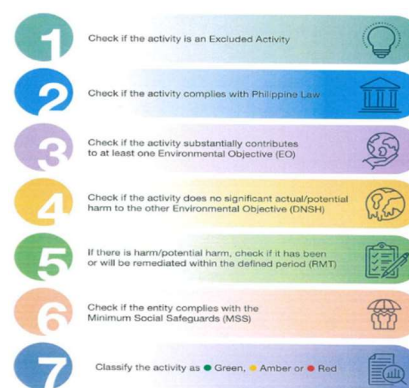 1
Check if the activity is an Excluded Activity
2
Check if the activity complies with Philippine Law
3
Check if the activity substantially contributes
to at least one Environmental Objective (EO)
4
Check if the activity does no significant actual/potential
harm to the other Environmental Objective (DNSH)
5
If there is harm/potential harm, check if it has been
or will be remediated within the defined period (RMT)
6
Check if the entity complies with the
Minimum Social Safeguards (MSS)
7
Classify the activity as Green, Amber or Red